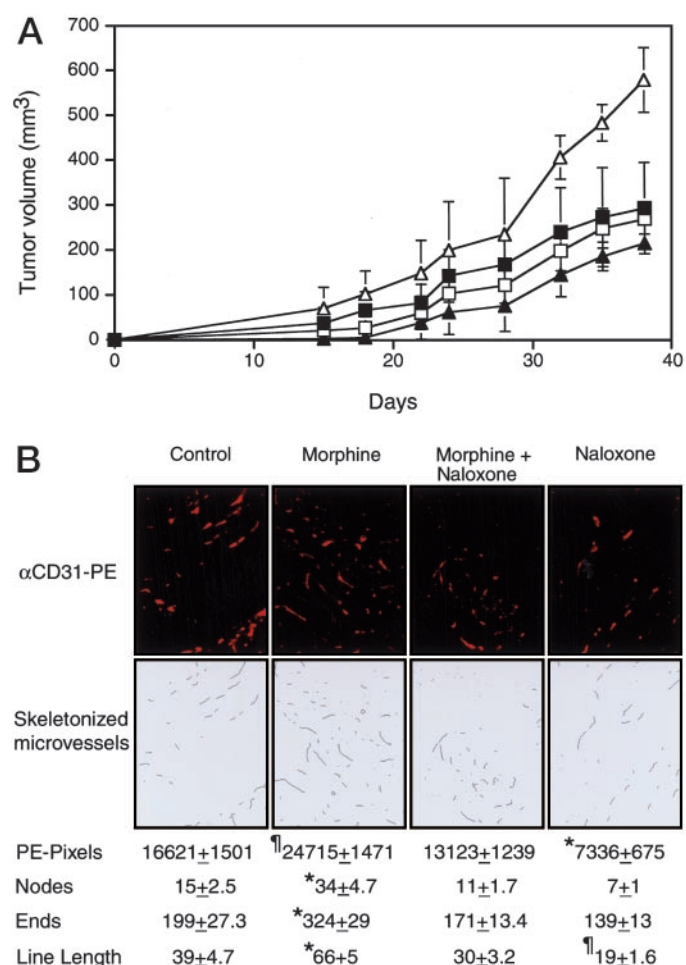 A
700
600
500
400
300
200
100
0
Tumor volume (mm³)
0 10 20 30 40
Days
B
Control Morphine Morphine + Naloxone Naloxone
αCD31-PE
Skeletonized
microvessels
PE-Pixels 16621±1501 ¶24715±1471 13123±1239 *7336±675
Nodes 15±2.5 *34±4.7 11±1.7 7±1
Ends 199±27.3 *324±29 171±13.4 139±13
Line Length 39±4.7 *66±5 30±3.2 ¶19±1.6